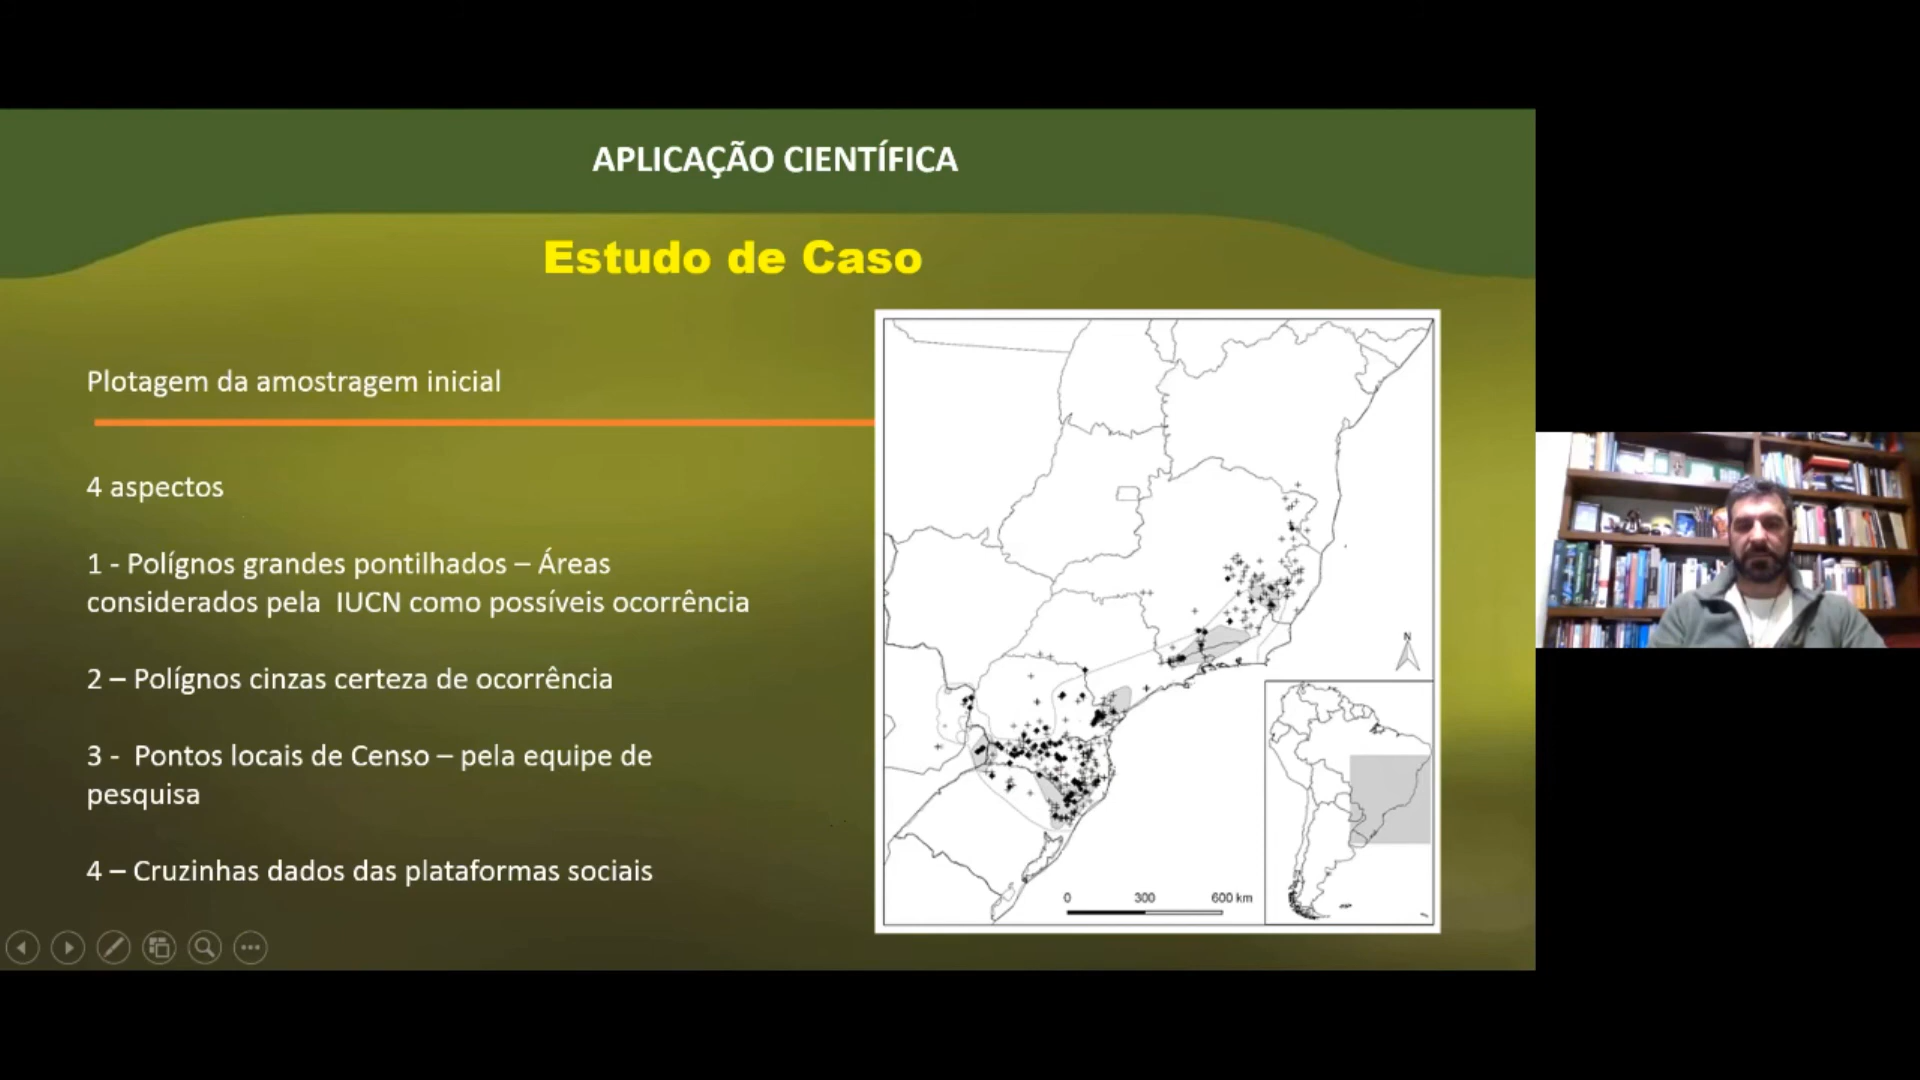 APLICAÇÃO CIENTÍFICA
Estudo de Caso
Plotagem da amostragem inicial
4 aspectos
1 - Polígnos grandes pontilhados – Áreas
considerados pela  IUCN como possíveis ocorrência
2 – Polígnos cinzas certeza de ocorrência
3 -  Pontos locais de Censo – pela equipe de
pesquisa
4 – Cruzinhas dados das plataformas sociais
N
0 300 600 km